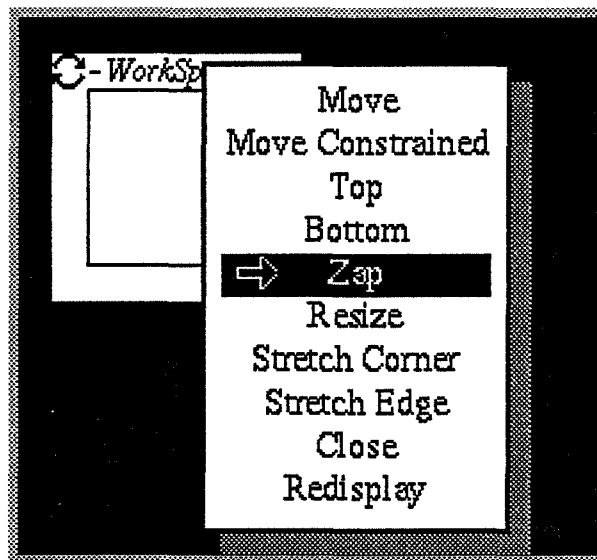 - WorkSp
Move
Move Constrained
Top
Bottom
Zap
Resize
Stretch Corner
Stretch Edge
Close
Redisplay